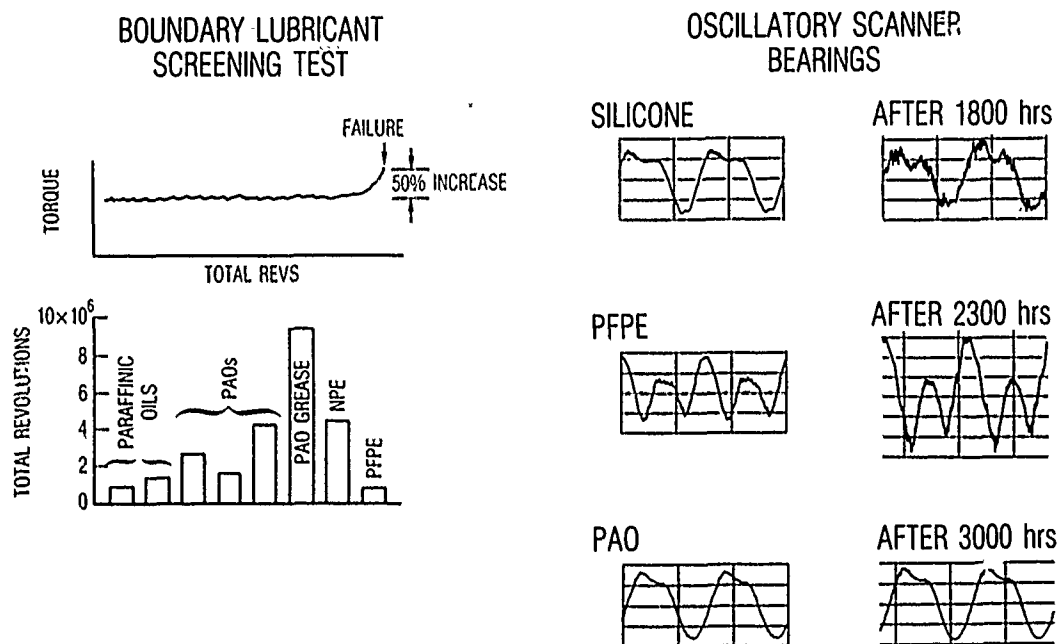 BOUNDARY LUBRICANT
SCREENING TEST
FAILURE
50% INCREASE
TORQUE
TOTAL REVS
TOTAL REVOLUTIONS
10×10⁶
8
6
4
2
0
PARAFFINIC
OILS
PAOs
PAO GREASE
NPE
PFPE
OSCILLATORY SCANNER
BEARINGS
SILICONE
AFTER 1800 hrs
PFPE
AFTER 2300 hrs
PAO
AFTER 3000 hrs